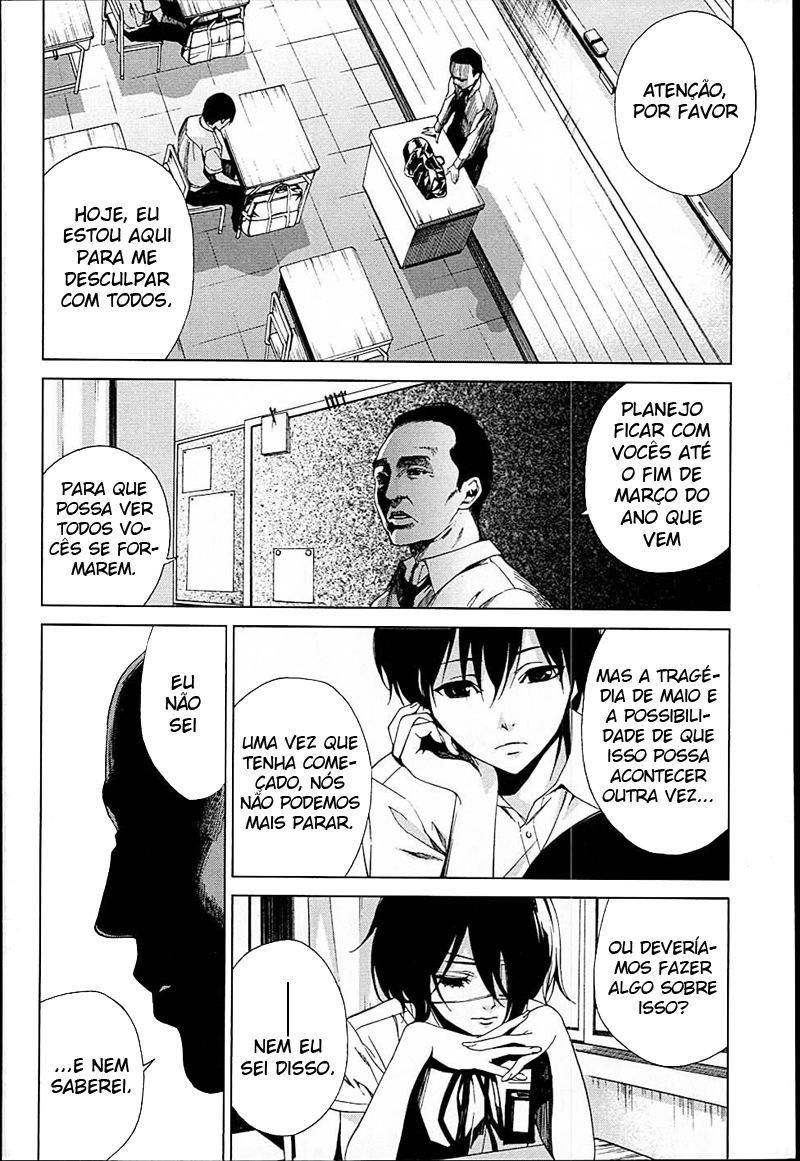 ATENÇÃO,
POR FAVOR
HOJE, EU
ESTOU AQUI
PARA ME
DESCULPAR
COM TODOS.
PLANEJO
FICAR COM
VOCÊS ATÉ
O FIM DE
MARÇO DO
ANO QUE
VEM
PARA QUE
POSSA VER
TODOS VO-
CÊS SE FOR-
MAREM.
MAS A TRAGÉ-
DIA DE MAIO E
A POSSIBILI-
DADE DE QUE
ISSO POSSA
ACONTECER
OUTRA VEZ...
UMA VEZ QUE
TENHA COME-
ÇADO, NÓS
NÃO PODEMOS
MAIS PARAR.
EU
NÃO
SEI
OU DEVERÍA-
MOS FAZER
ALGO SOBRE
ISSO?
NEM EU
SEI DISSO.
...E NEM
SABEREI.